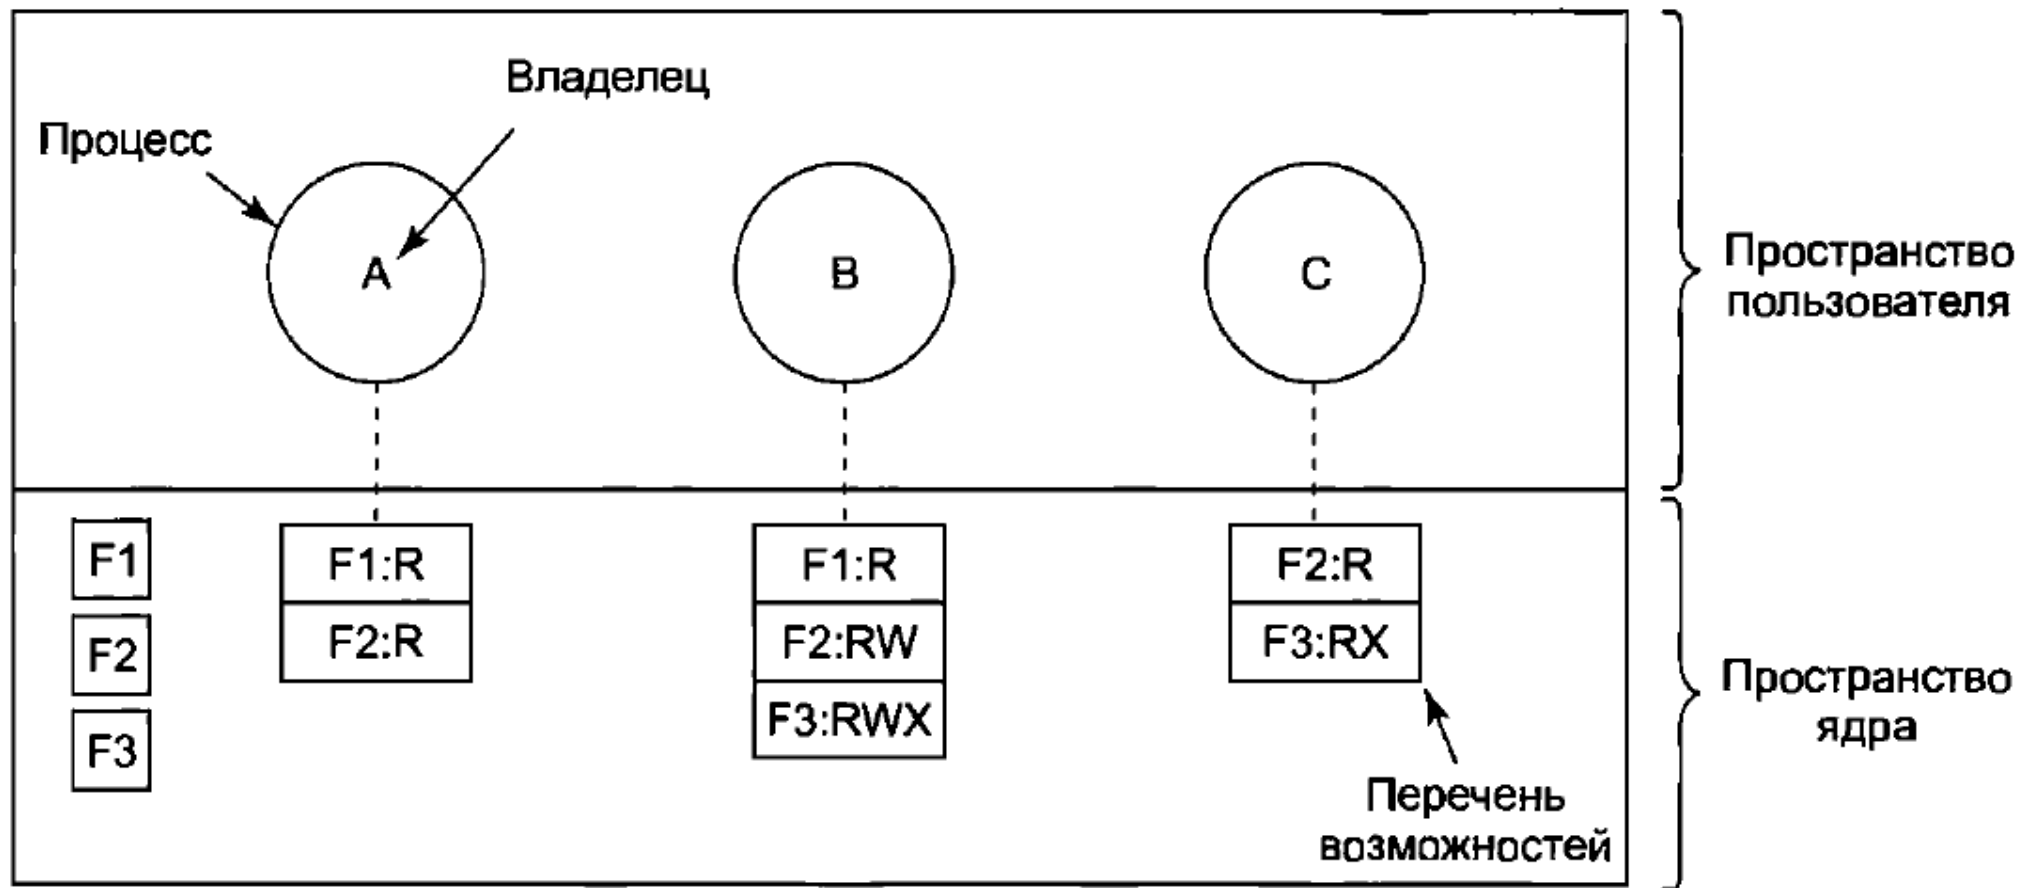 Владелец
Процесс
A
B
C
Пространство
пользователя
F1
F2
F3
F1:R
F2:R
F1:R
F2:RW
F3:RWX
F2:R
F3:RX
Перечень
возможностей
Пространство
ядра